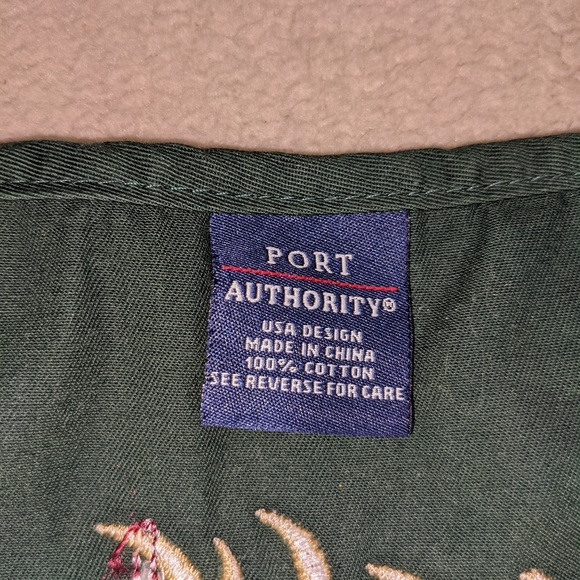 PORT
AUTHORITY®
USA DESIGN
MADE IN CHINA
100% COTTON
SEE REVERSE FOR CARE